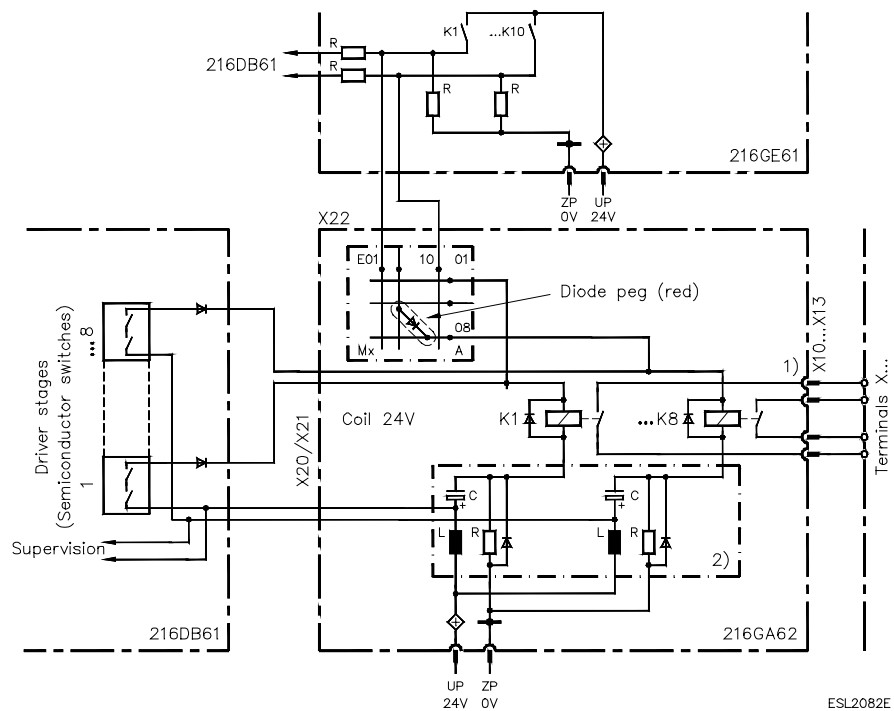 K1
...K10
R
216DB61
R
R
R
216GE61
ZP
0V
UP
24V
X22
E01
10
01
Diode peg (red)
08
Mx
A
Driver stages
(Semiconductor switches)
...8
1
X20/X21
Coil 24V
K1
...K8
1)
X10...X13
Terminals X...
C
+
L
R
C
+
L
R
2)
Supervision
216DB61
216GA62
UP
24V
ZP
0V
ESL2082E